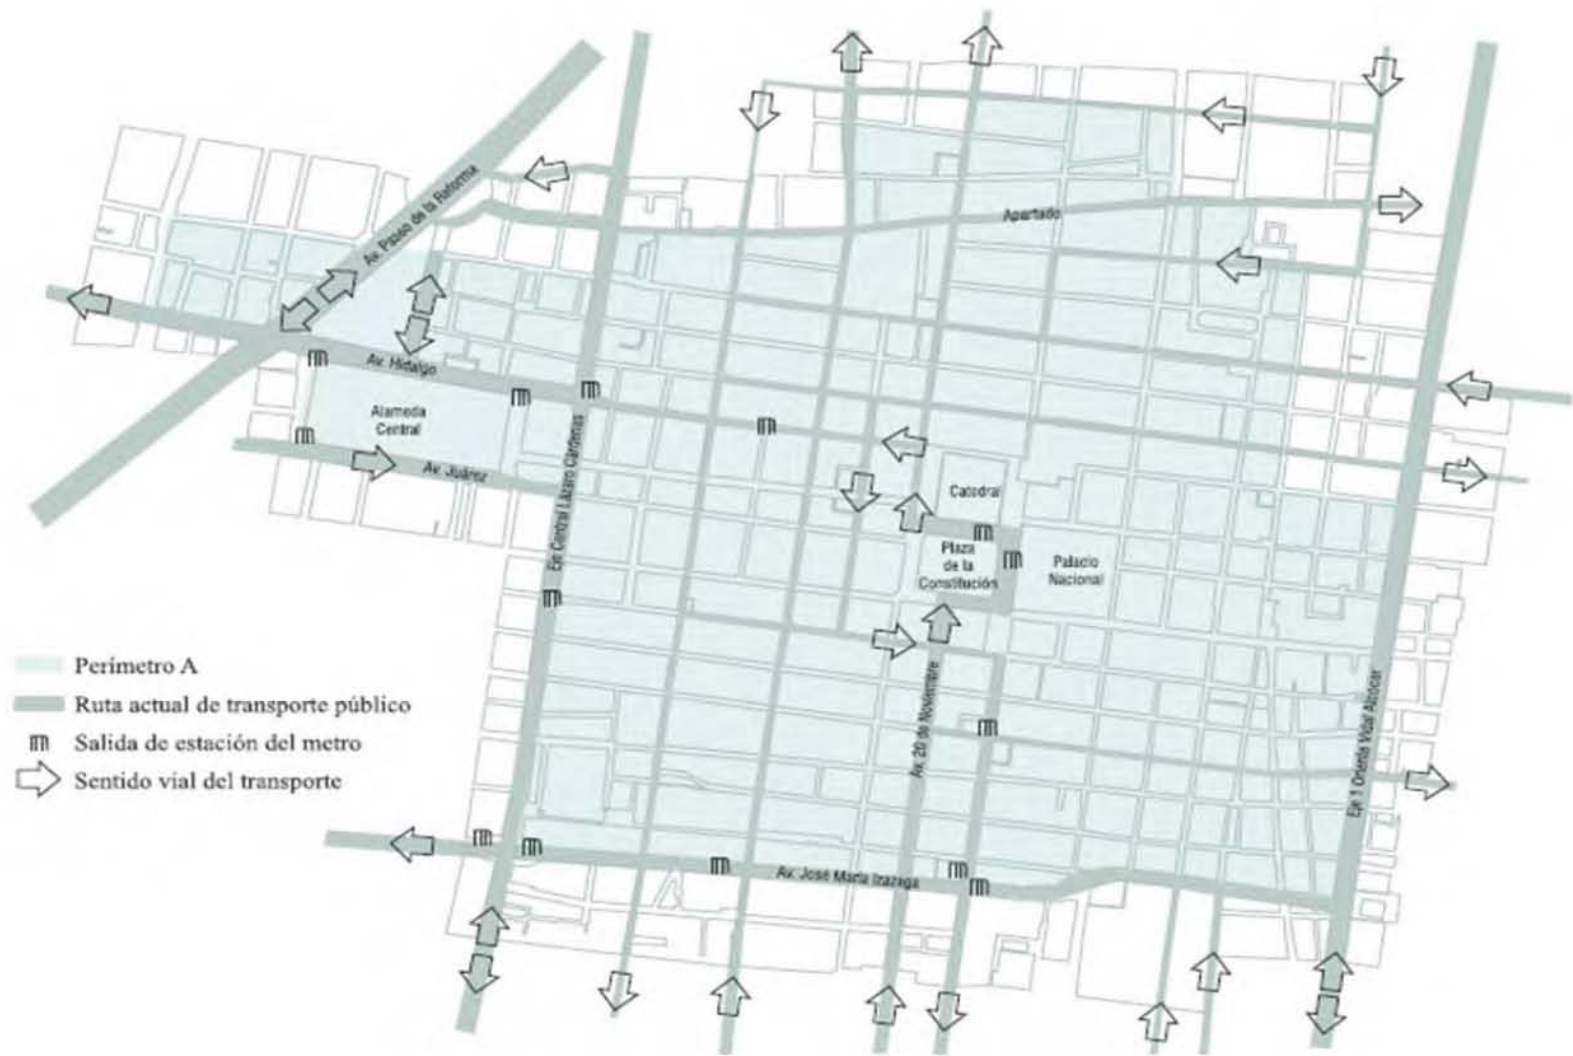 Av. Paseo de la Reforma
Apartado
Av. Hidalgo
Alameda
Central
Av. Juárez
Eje Central Lázaro Cárdenas
Catedral
Plaza
de la
Constitución
Palacio
Nacional
Perímetro A
Ruta actual de transporte público
Salida de estación del metro
Sentido vial del transporte
Av. 20 de Noviembre
Eje 1 Oriente Vidal Alcocer
Av. José María Izazaga